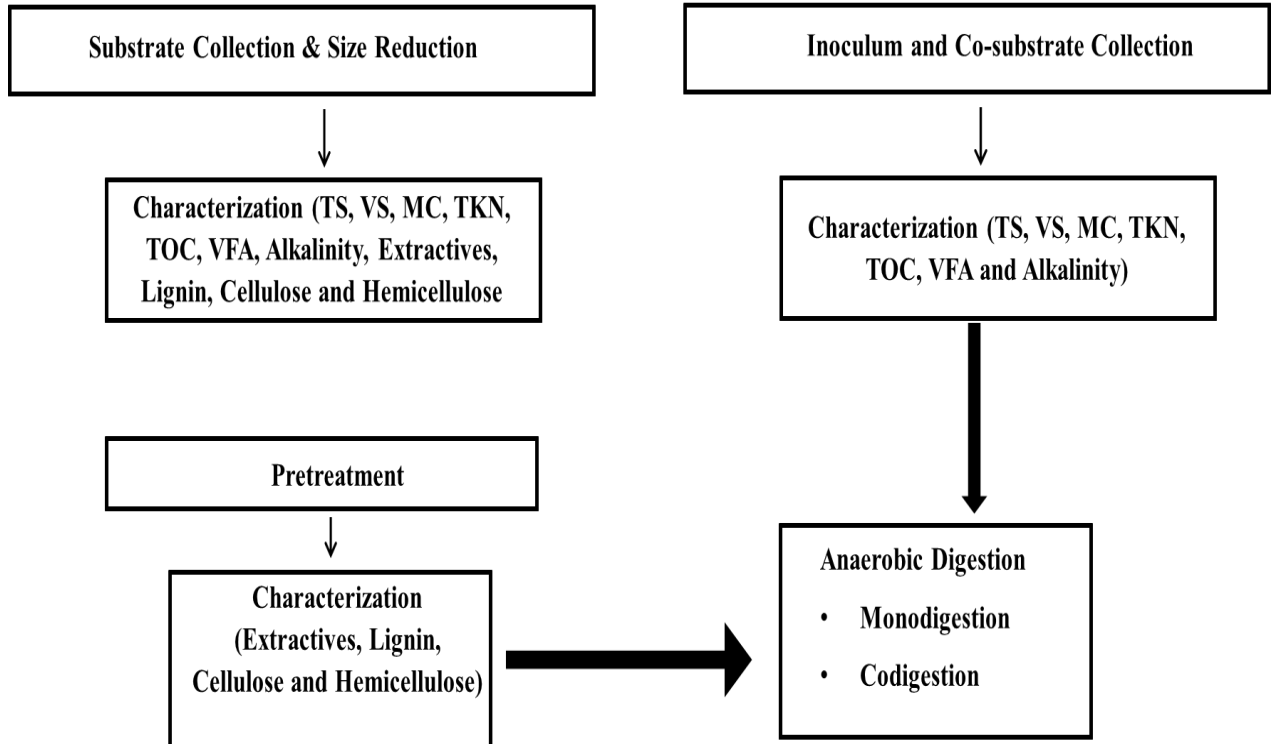 Substrate Collection & Size Reduction
Characterization (TS, VS, MC, TKN,
TOC, VFA, Alkalinity, Extractives,
Lignin, Cellulose and Hemicellulose
Pretreatment
Characterization
(Extractives, Lignin,
Cellulose and Hemicellulose)
Inoculum and Co-substrate Collection
Characterization (TS, VS, MC, TKN,
TOC, VFA and Alkalinity)
Anaerobic Digestion
• Monodigestion
• Codigestion